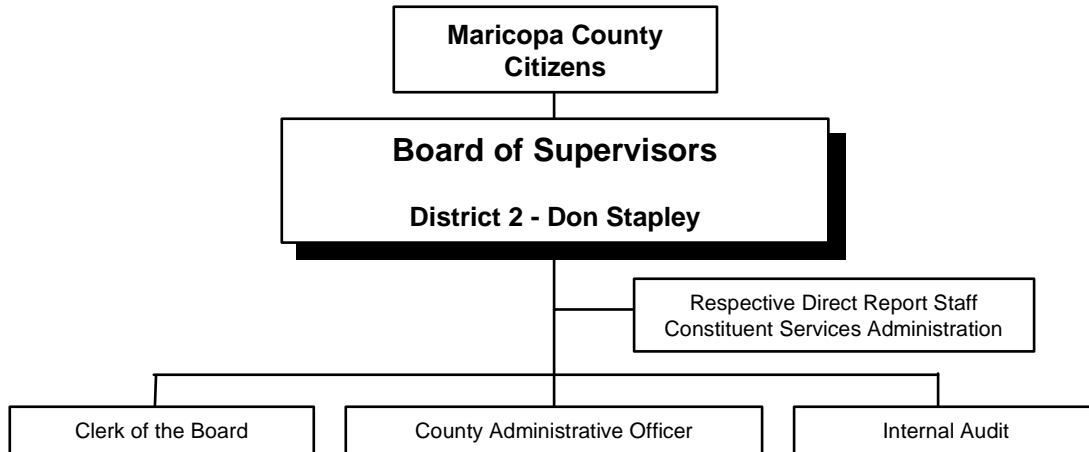 Maricopa County
Citizens
Board of Supervisors
District 2 - Don Stapley
Respective Direct Report Staff
Constituent Services Administration
Clerk of the Board
County Administrative Officer
Internal Audit